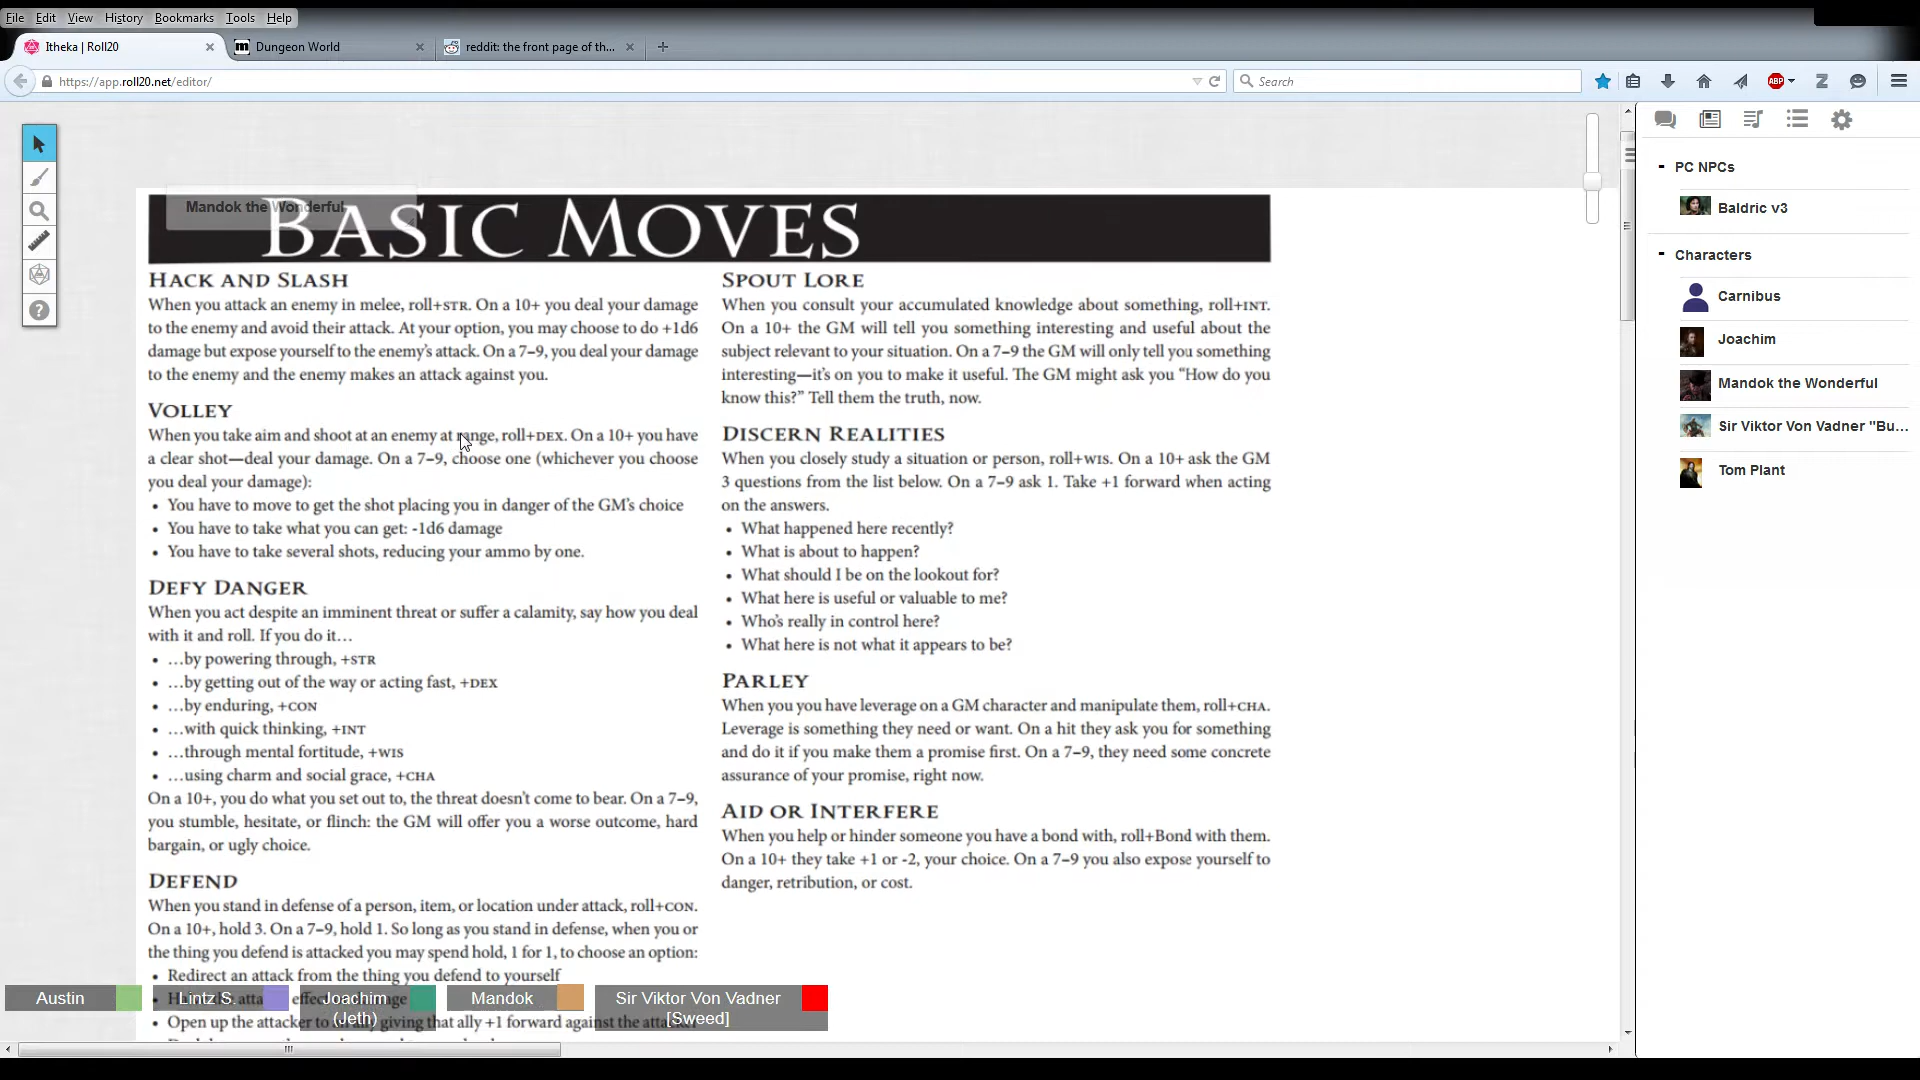 File Edit View History Bookmarks Tools Help
Itheka | Roll20
Dungeon World
reddit: the front page of th...
https://app.roll20.net/editor/
Search
ABP
Mandok the Wonderful
BASIC MOVES
HACK AND SLASH
When you attack an enemy in melee, roll+STR. On a 10+ you deal your damage
to the enemy and avoid their attack. At your option, you may choose to do +1d6
damage but expose yourself to the enemy's attack. On a 7–9, you deal your damage
to the enemy and the enemy makes an attack against you.
VOLLEY
When you take aim and shoot at an enemy at range, roll+DEX. On a 10+ you have
a clear shot—deal your damage. On a 7–9, choose one (whichever you choose
you deal your damage):
• You have to move to get the shot placing you in danger of the GM's choice
• You have to take what you can get: -1d6 damage
• You have to take several shots, reducing your ammo by one.
DEFY DANGER
When you act despite an imminent threat or suffer a calamity, say how you deal
with it and roll. If you do it…
• …by powering through, +STR
• …by getting out of the way or acting fast, +DEX
• …by enduring, +CON
• …with quick thinking, +INT
• …through mental fortitude, +WIS
• …using charm and social grace, +CHA
On a 10+, you do what you set out to, the threat doesn't come to bear. On a 7–9,
you stumble, hesitate, or flinch: the GM will offer you a worse outcome, hard
bargain, or ugly choice.
DEFEND
When you stand in defense of a person, item, or location under attack, roll+CON.
On a 10+, hold 3. On a 7–9, hold 1. So long as you stand in defense, when you or
the thing you defend is attacked you may spend hold, 1 for 1, to choose an option:
• Redirect an attack from the thing you defend to yourself
• Open up the attacker to an ally giving that ally +1 forward against the attacker
SPOUT LORE
When you consult your accumulated knowledge about something, roll+INT.
On a 10+ the GM will tell you something interesting and useful about the
subject relevant to your situation. On a 7–9 the GM will only tell you something
interesting—it's on you to make it useful. The GM might ask you “How do you
know this?” Tell them the truth, now.
DISCERN REALITIES
When you closely study a situation or person, roll+WIS. On a 10+ ask the GM
3 questions from the list below. On a 7–9 ask 1. Take +1 forward when acting
on the answers.
• What happened here recently?
• What is about to happen?
• What should I be on the lookout for?
• What here is useful or valuable to me?
• Who's really in control here?
• What here is not what it appears to be?
PARLEY
When you you have leverage on a GM character and manipulate them, roll+CHA.
Leverage is something they need or want. On a hit they ask you for something
and do it if you make them a promise first. On a 7–9, they need some concrete
assurance of your promise, right now.
AID OR INTERFERE
When you help or hinder someone you have a bond with, roll+Bond with them.
On a 10+ they take +1 or -2, your choice. On a 7–9 you also expose yourself to
danger, retribution, or cost.
Austin
Lintz S.
Joachim
(Jeth)
Mandok
Sir Viktor Von Vadner
[Sweed]
- PC NPCs
Baldric v3
- Characters
Carnibus
Joachim
Mandok the Wonderful
Sir Viktor Von Vadner "Bu...
Tom Plant